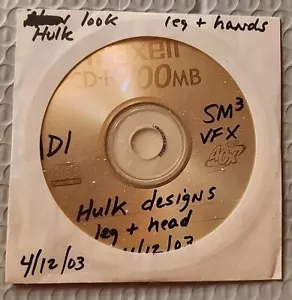 look leg + hands
Hulk
maxell
CD-R 700MB
D1
SM³
VFX
40x
Hulk designs
leg + head
4/12/03